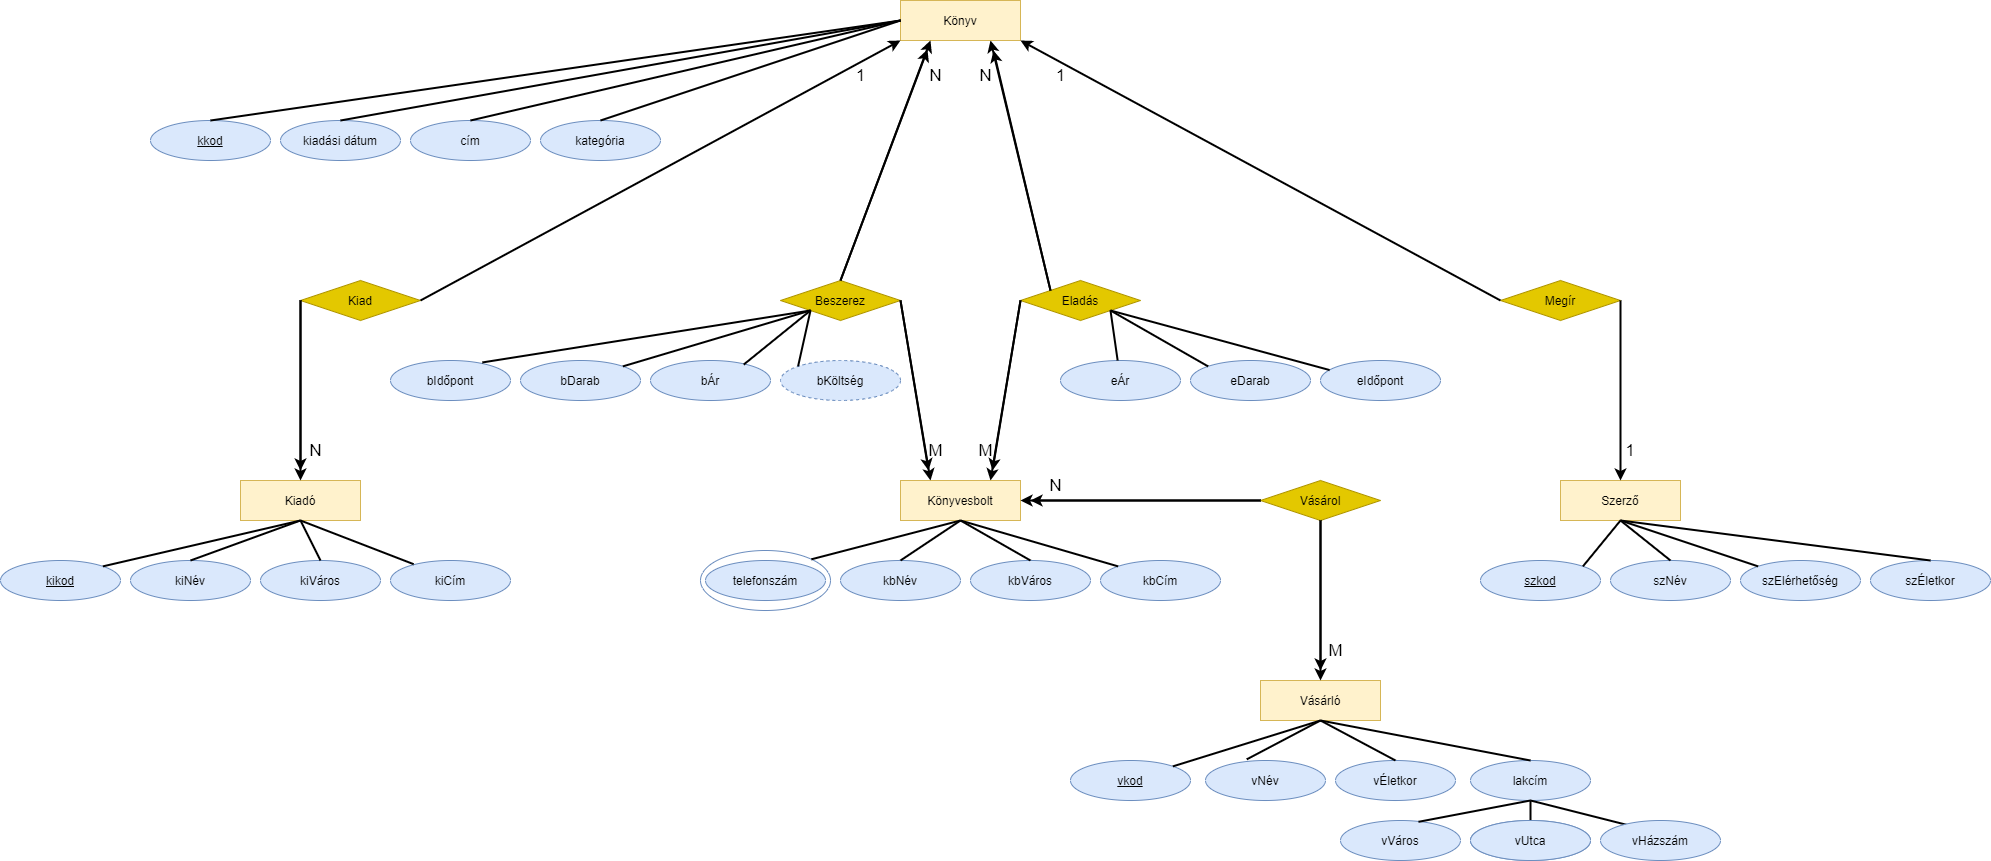 Könyv
1
N
N
1
kkod
kiadási dátum
cím
kategória
Kiad
Beszerez
Eladás
Megír
bIdőpont
bDarab
bÁr
bKöltség
eÁr
eDarab
eIdőpont
N
M
M
1
Kiadó
Könyvesbolt
N
Vásárol
Szerző
kikod
kiNév
kiVáros
kiCím
telefonszám
kbNév
kbVáros
kbCím
szkod
szNév
szElérhetőség
szÉletkor
M
Vásárló
vkod
vNév
vÉletkor
lakcím
vVáros
vUtca
vHázszám